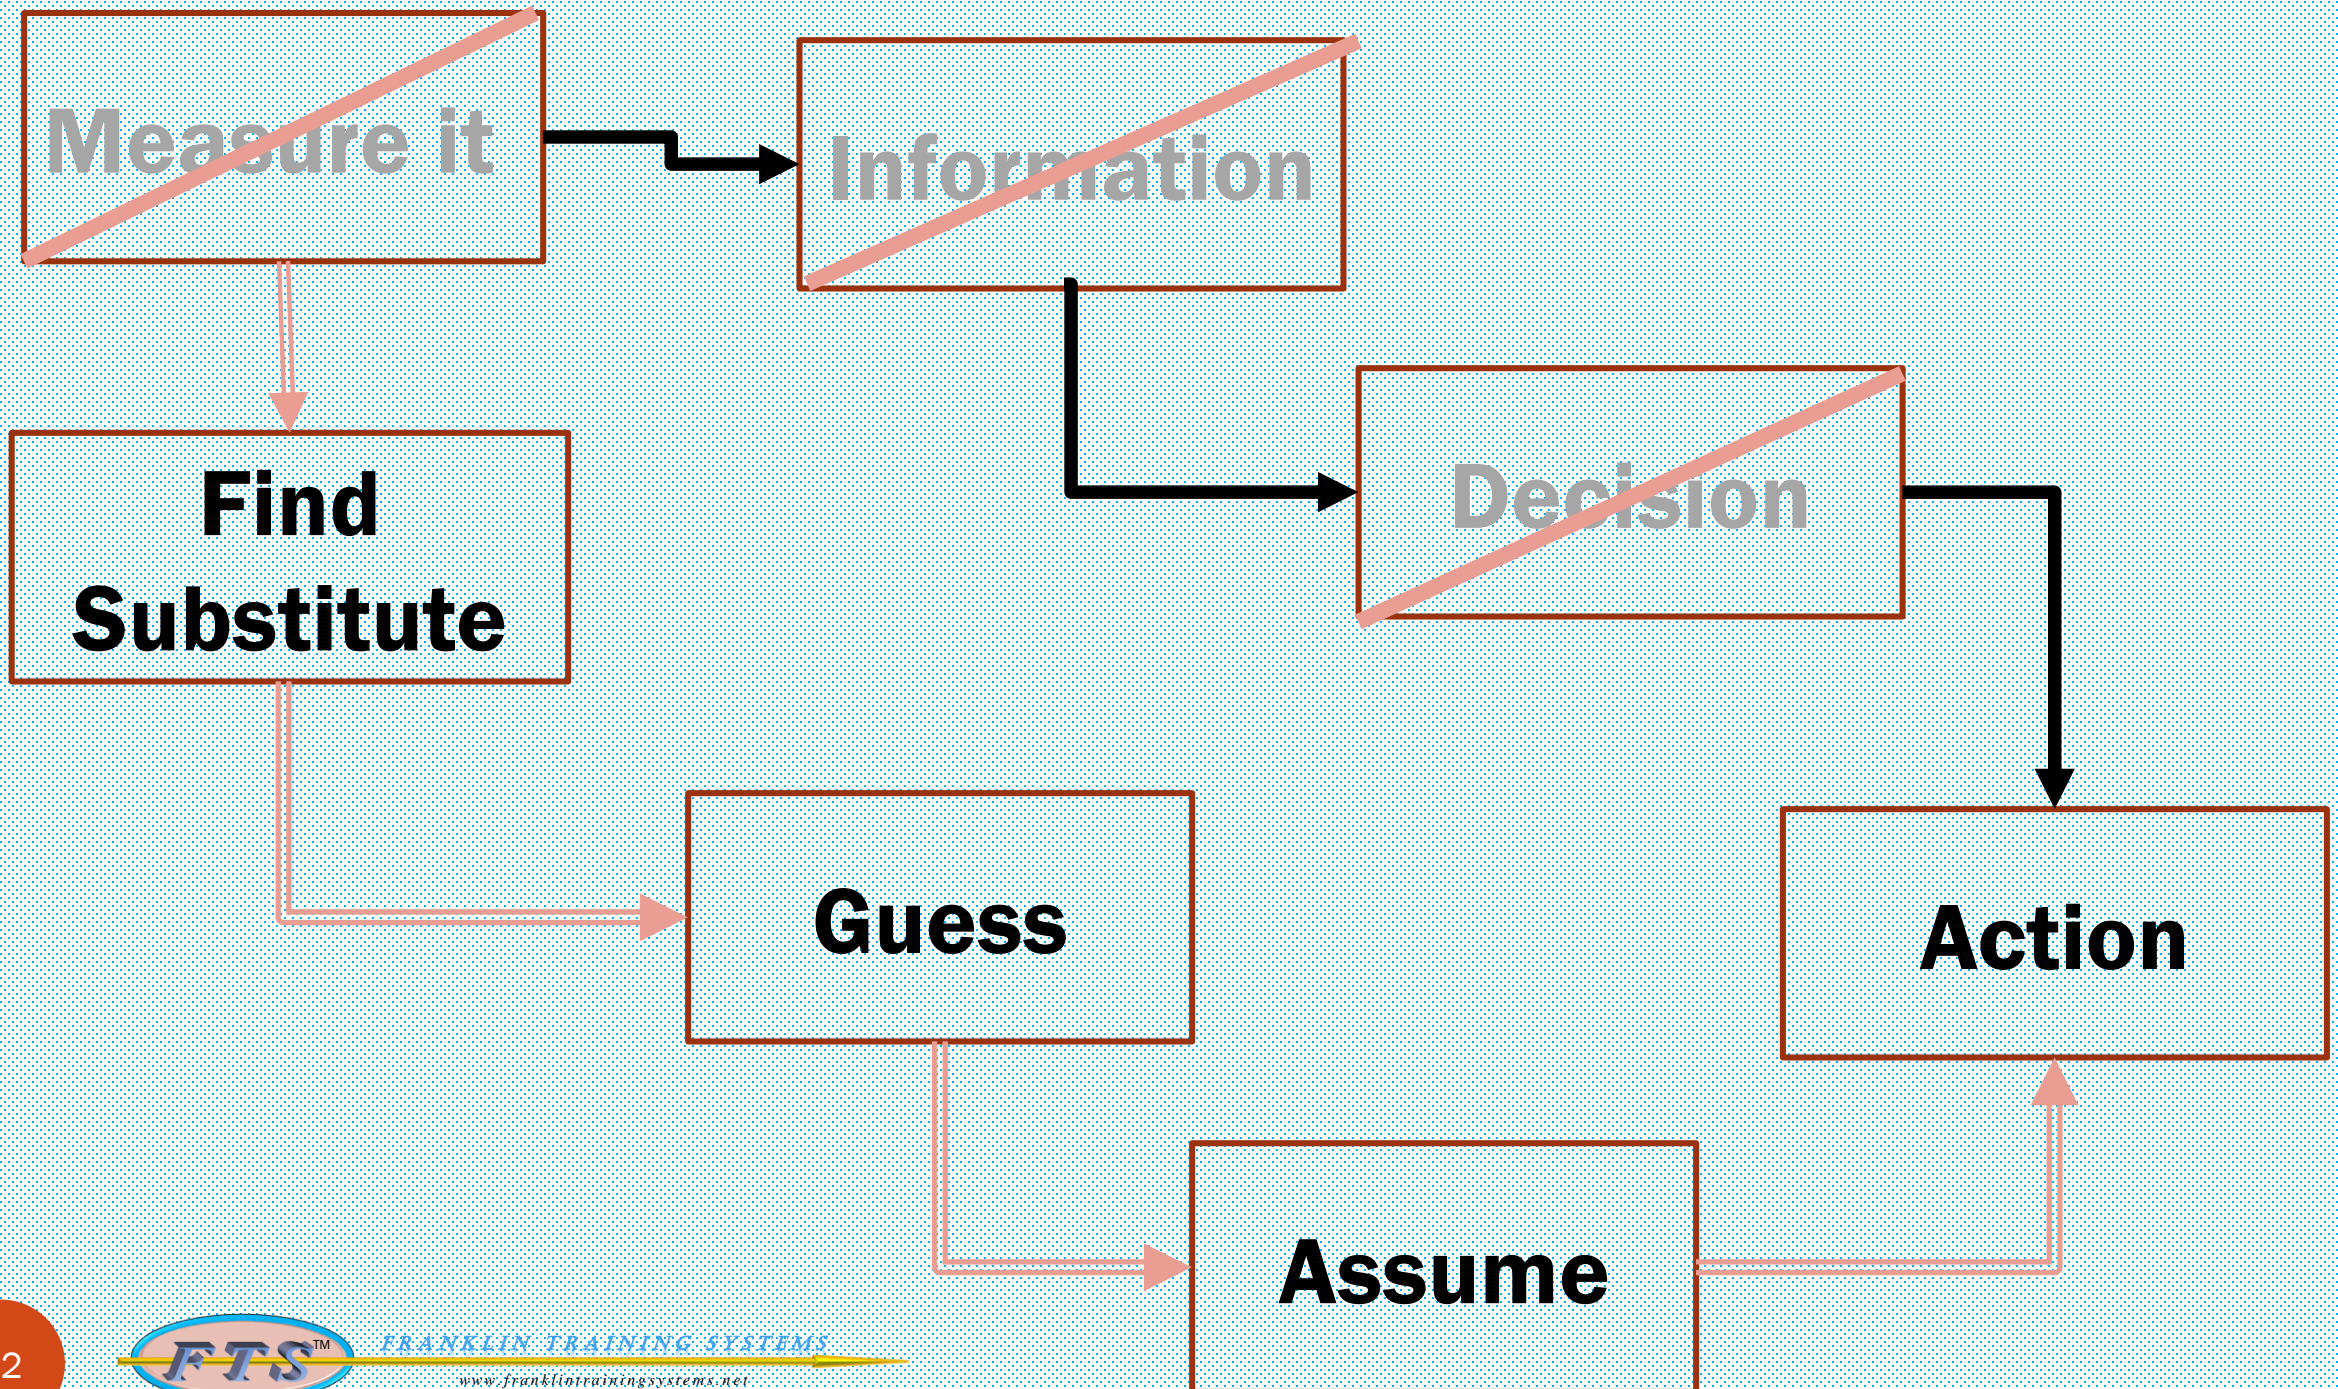 Measure it
Information
Decision
Find
Substitute
Guess
Action
Assume
2
FTS™
FRANKLIN TRAINING SYSTEMS
www.franklintrainingsystems.net